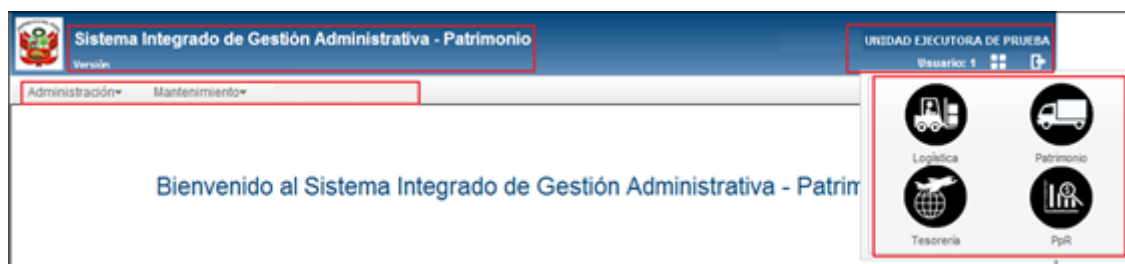 Sistema Integrado de Gestión Administrativa - Patrimonio
Versión
UNIDAD EJECUTORA DE PRUEBA
Usuario: 1
Administración
Mantenimiento
Bienvenido al Sistema Integrado de Gestión Administrativa - Patrim
Logística
Patrimonio
Tesorería
PpR